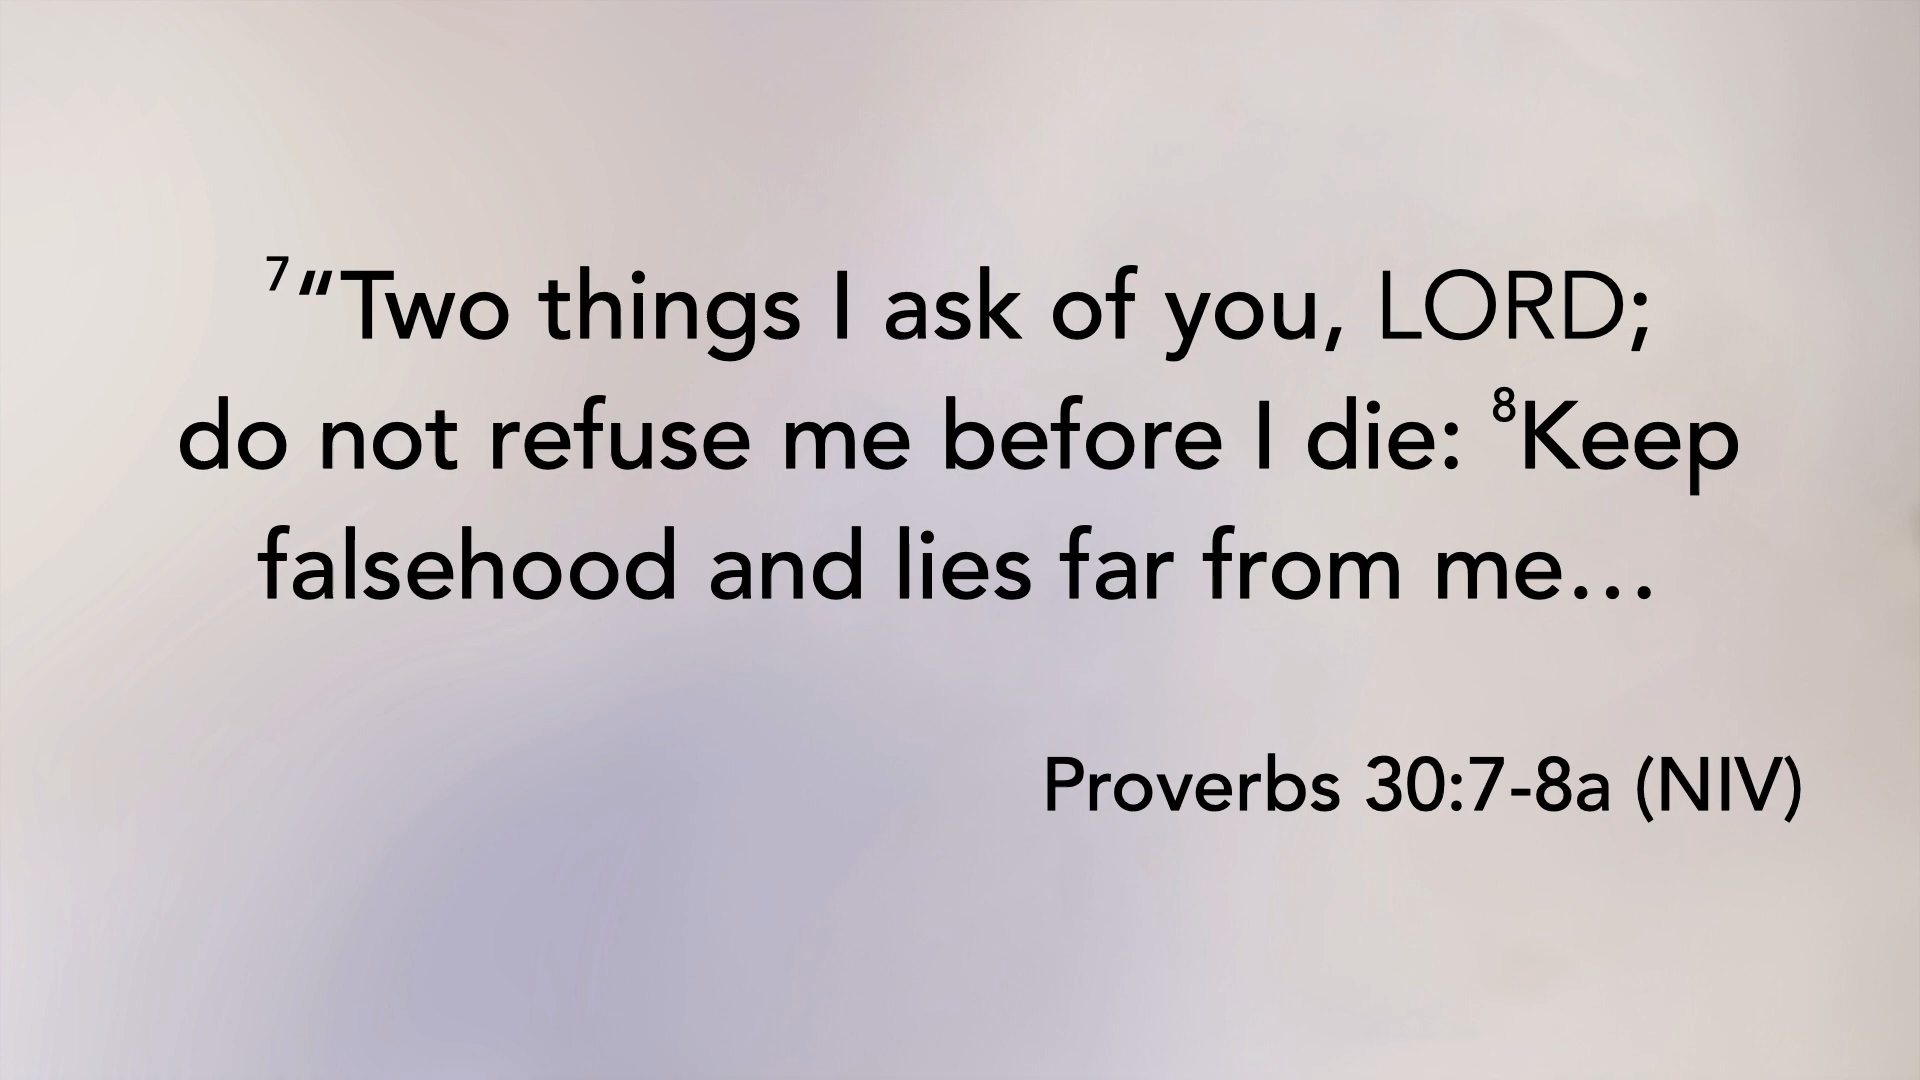 ⁷“Two things I ask of you, LORD;
do not refuse me before I die: ⁸Keep
falsehood and lies far from me…
Proverbs 30:7-8a (NIV)